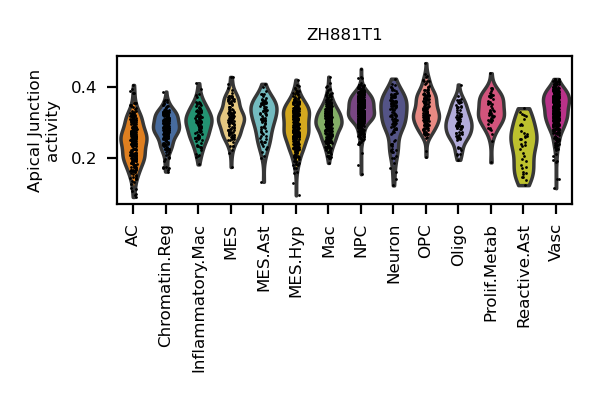 ZH881T1
Apical Junction
activity
0.4
0.2
AC
Chromatin.Reg
Inflammatory.Mac
MES
MES.Ast
MES.Hyp
Mac
NPC
Neuron
OPC
Oligo
Prolif.Metab
Reactive.Ast
Vasc